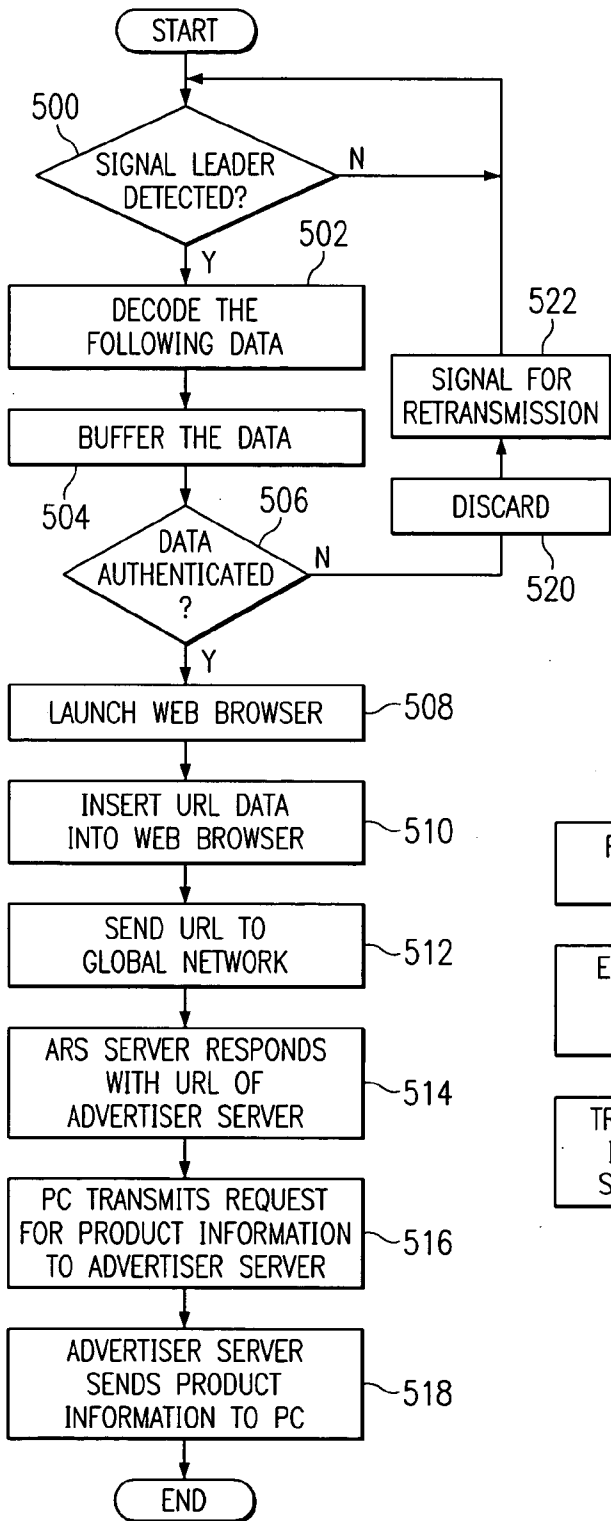 START
500
SIGNAL LEADER
DETECTED?
N
Y
502
DECODE THE
FOLLOWING DATA
522
SIGNAL FOR
RETRANSMISSION
BUFFER THE DATA
504
506
DISCARD
520
DATA
AUTHENTICATED
?
N
Y
LAUNCH WEB BROWSER
508
INSERT URL DATA
INTO WEB BROWSER
510
SEND URL TO
GLOBAL NETWORK
512
ARS SERVER RESPONDS
WITH URL OF
ADVERTISER SERVER
514
PC TRANSMITS REQUEST
FOR PRODUCT INFORMATION
TO ADVERTISER SERVER
516
ADVERTISER SERVER
SENDS PRODUCT
INFORMATION TO PC
518
END